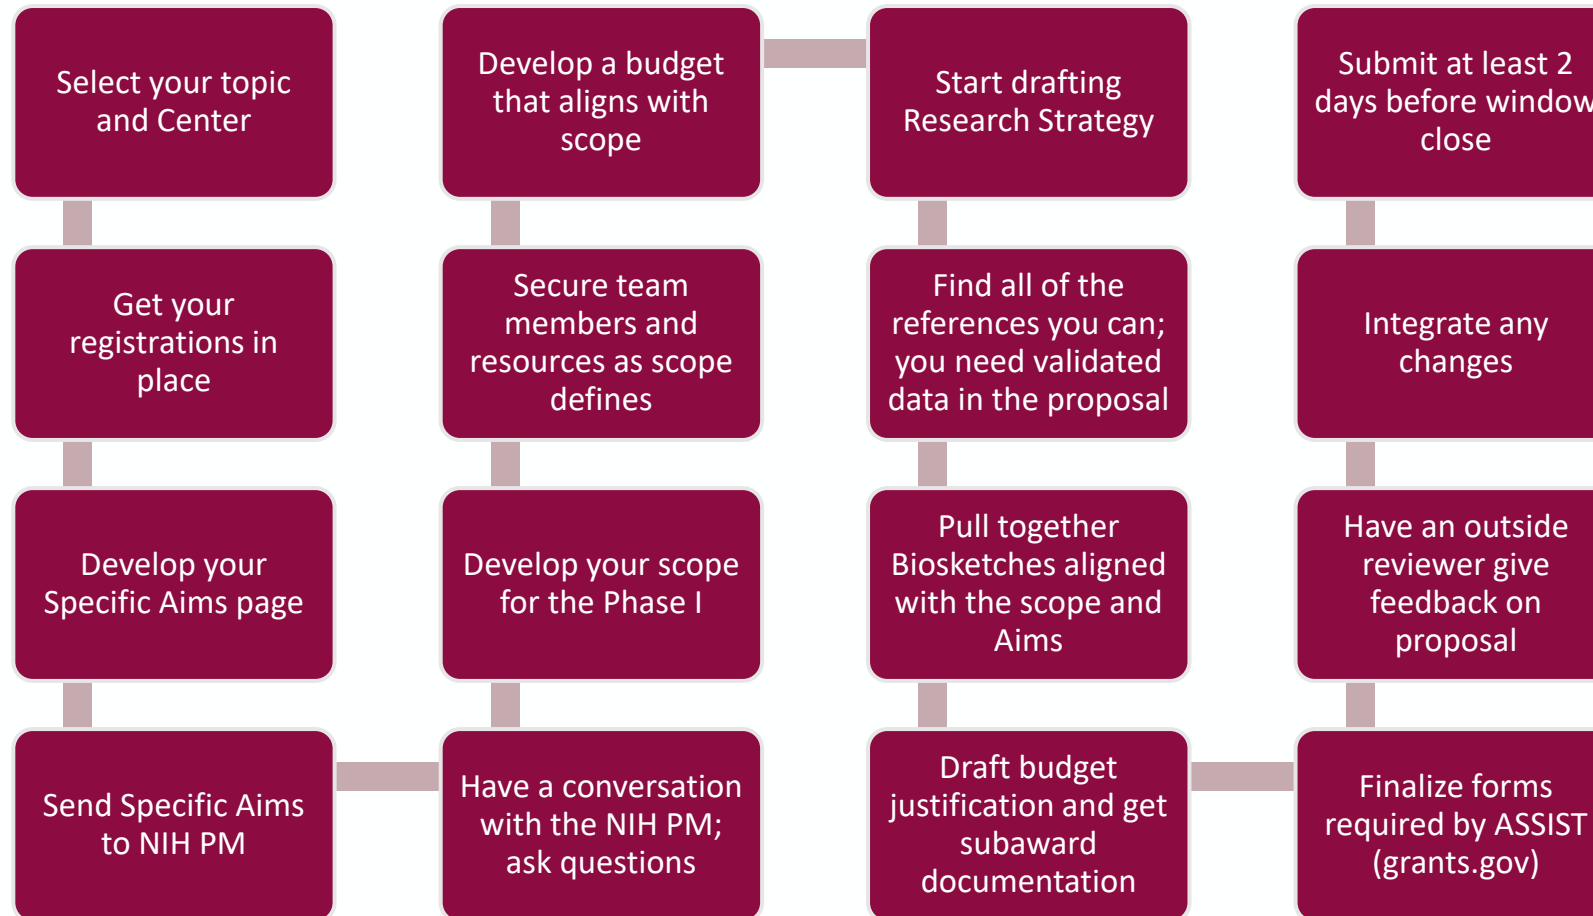 Select your topic
and Center
Get your
registrations in
place
Develop your
Specific Aims page
Send Specific Aims
to NIH PM
Have a conversation
with the NIH PM;
ask questions
Develop your scope
for the Phase I
Secure team
members and
resources as scope
defines
Develop a budget
that aligns with
scope
Start drafting
Research Strategy
Find all of the
references you can;
you need validated
data in the proposal
Pull together
Biosketches aligned
with the scope and
Aims
Draft budget
justification and get
subaward
documentation
Finalize forms
required by ASSIST
(grants.gov)
Have an outside
reviewer give
feedback on
proposal
Integrate any
changes
Submit at least 2
days before window
close